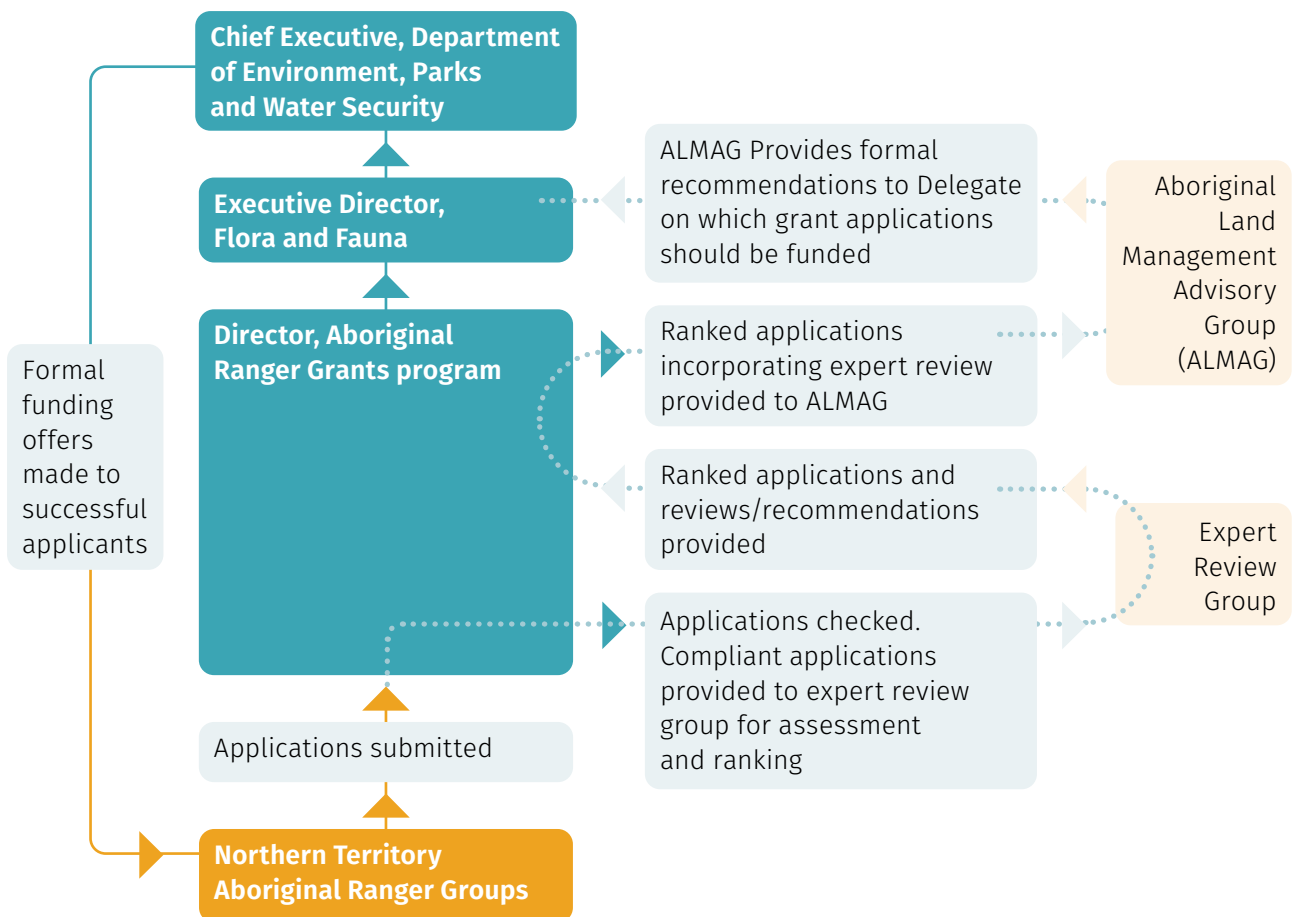 Chief Executive, Department
of Environment, Parks
and Water Security
Executive Director,
Flora and Fauna
Director, Aboriginal
Ranger Grants program
Formal
funding
offers
made to
successful
applicants
Applications submitted
Northern Territory
Aboriginal Ranger Groups
ALMAG Provides formal
recommendations to Delegate
on which grant applications
should be funded
Ranked applications
incorporating expert review
provided to ALMAG
Ranked applications and
reviews/recommendations
provided
Applications checked.
Compliant applications
provided to expert review
group for assessment
and ranking
Aboriginal
Land
Management
Advisory
Group
(ALMAG)
Expert
Review
Group